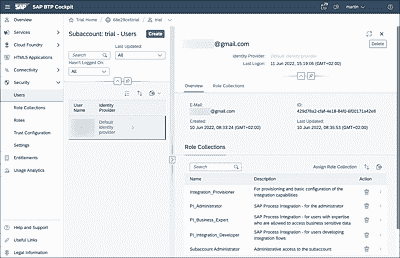 SAP BTP Cockpit
Martin
Overview
Services
Cloud Foundry
HTML5 Applications
Connectivity
Security
Users
Role Collections
Roles
Trust Configuration
Settings
Entitlements
Usage Analytics
Help and Support
Useful Links
Legal Information
Trial Home /
trial
Subaccount: trial - Users
Create
Last Updated:
Search
All
Hasn't Logged On:
All
User Name
Identity Provider
Default identity provider
@gmail.com
Delete
Identity Provider: Default identity provider
Last Logon: 11 Jun 2022, 15:19:06 (GMT+02:00)
Overview Role Collections
E-Mail:
@gmail.com
ID:
Created:
10 Jun 2022, 08:33:24 (GMT+02:00)
Last Updated:
10 Jun 2022, 08:35:53 (GMT+02:00)
Role Collections
Search
Assign Role Collection
Name Description Action
Integration_Provisioner For provisioning and basic configuration of the integration capabilities
PI_Administrator SAP Process Integration - for the administrator
PI_Business_Expert SAP Process Integration - for users with expertise who are allowed to access business sensitive data
PI_Integration_Developer SAP Process Integration - for users developing integration flows
Subaccount Administrator Administrative access to the subaccount